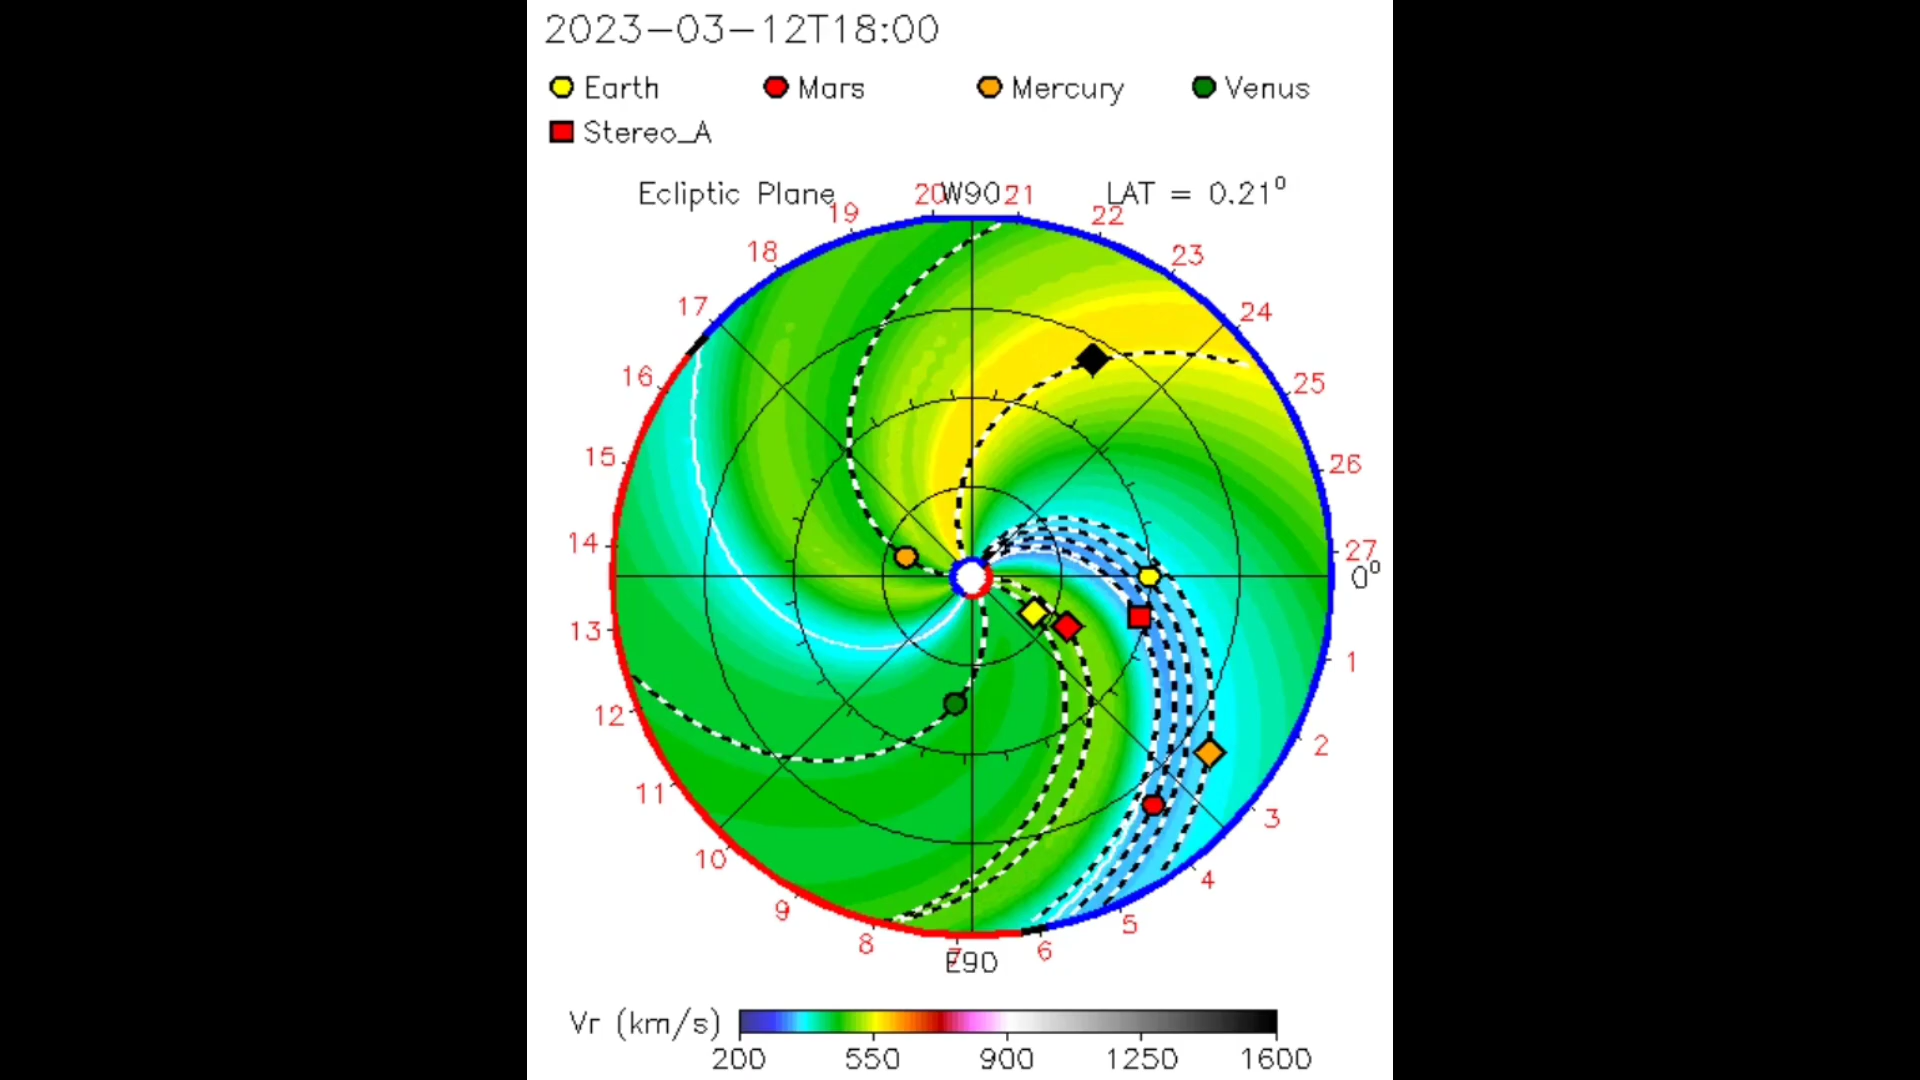 2023-03-12T18:00
Earth Mars Mercury Venus
Stereo_A
Ecliptic Plane W90 LAT = 0.21⁰
20 21
19 22
18 23
17 24
16 25
15 26
14 27
0⁰
13 1
12 2
11 3
10 4
9 5
8 7 6
E90
Vr (km/s)
200 550 900 1250 1600